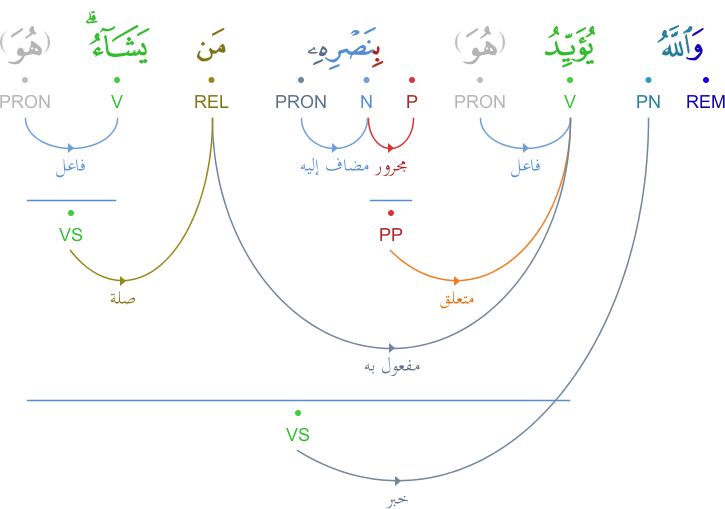 وَٱللَّهُ يُؤَيِّدُ (هُوَ) بِنَصْرِهِۦ مَن يَشَآءُ ۗ (هُوَ)
REM PN V PRON P N PRON REL V PRON
فاعل مجرور مضاف إليه فاعل
PP VS
متعلق صلة
مفعول به
VS
خبر